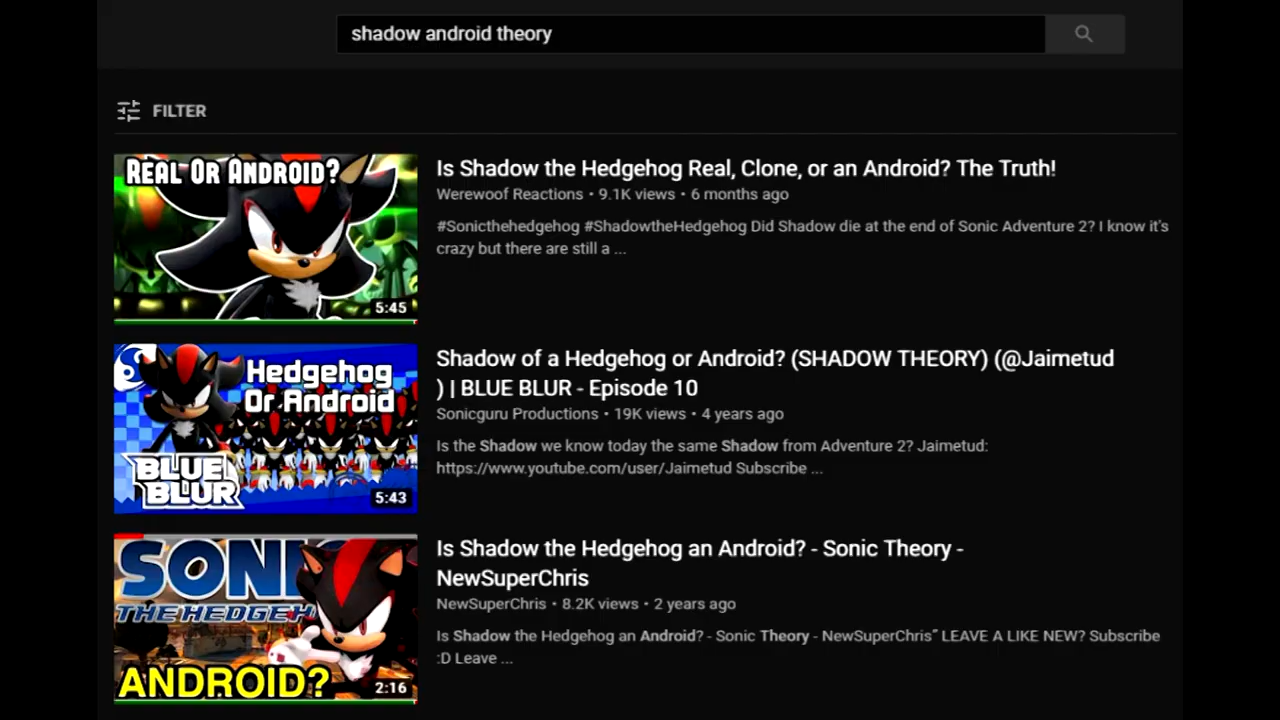 shadow android theory
FILTER
REAL OR ANDROID?
5:45
Is Shadow the Hedgehog Real, Clone, or an Android? The Truth!
Werewoof Reactions • 9.1K views • 6 months ago
#Sonicthehedgehog #ShadowtheHedgehog Did Shadow die at the end of Sonic Adventure 2? I know it's
crazy but there are still a ...
Hedgehog
Or Android
BLUE
BLUR
5:43
Shadow of a Hedgehog or Android? (SHADOW THEORY) (@Jaimetud
) | BLUE BLUR - Episode 10
Sonicguru Productions • 19K views • 4 years ago
Is the Shadow we know today the same Shadow from Adventure 2? Jaimetud:
https://www.youtube.com/user/Jaimetud Subscribe ...
SONI
THE HEDGEH
ANDROID?
2:16
Is Shadow the Hedgehog an Android? - Sonic Theory -
NewSuperChris
NewSuperChris • 8.2K views • 2 years ago
Is Shadow the Hedgehog an Android? - Sonic Theory - NewSuperChris" LEAVE A LIKE NEW? Subscribe
:D Leave ...